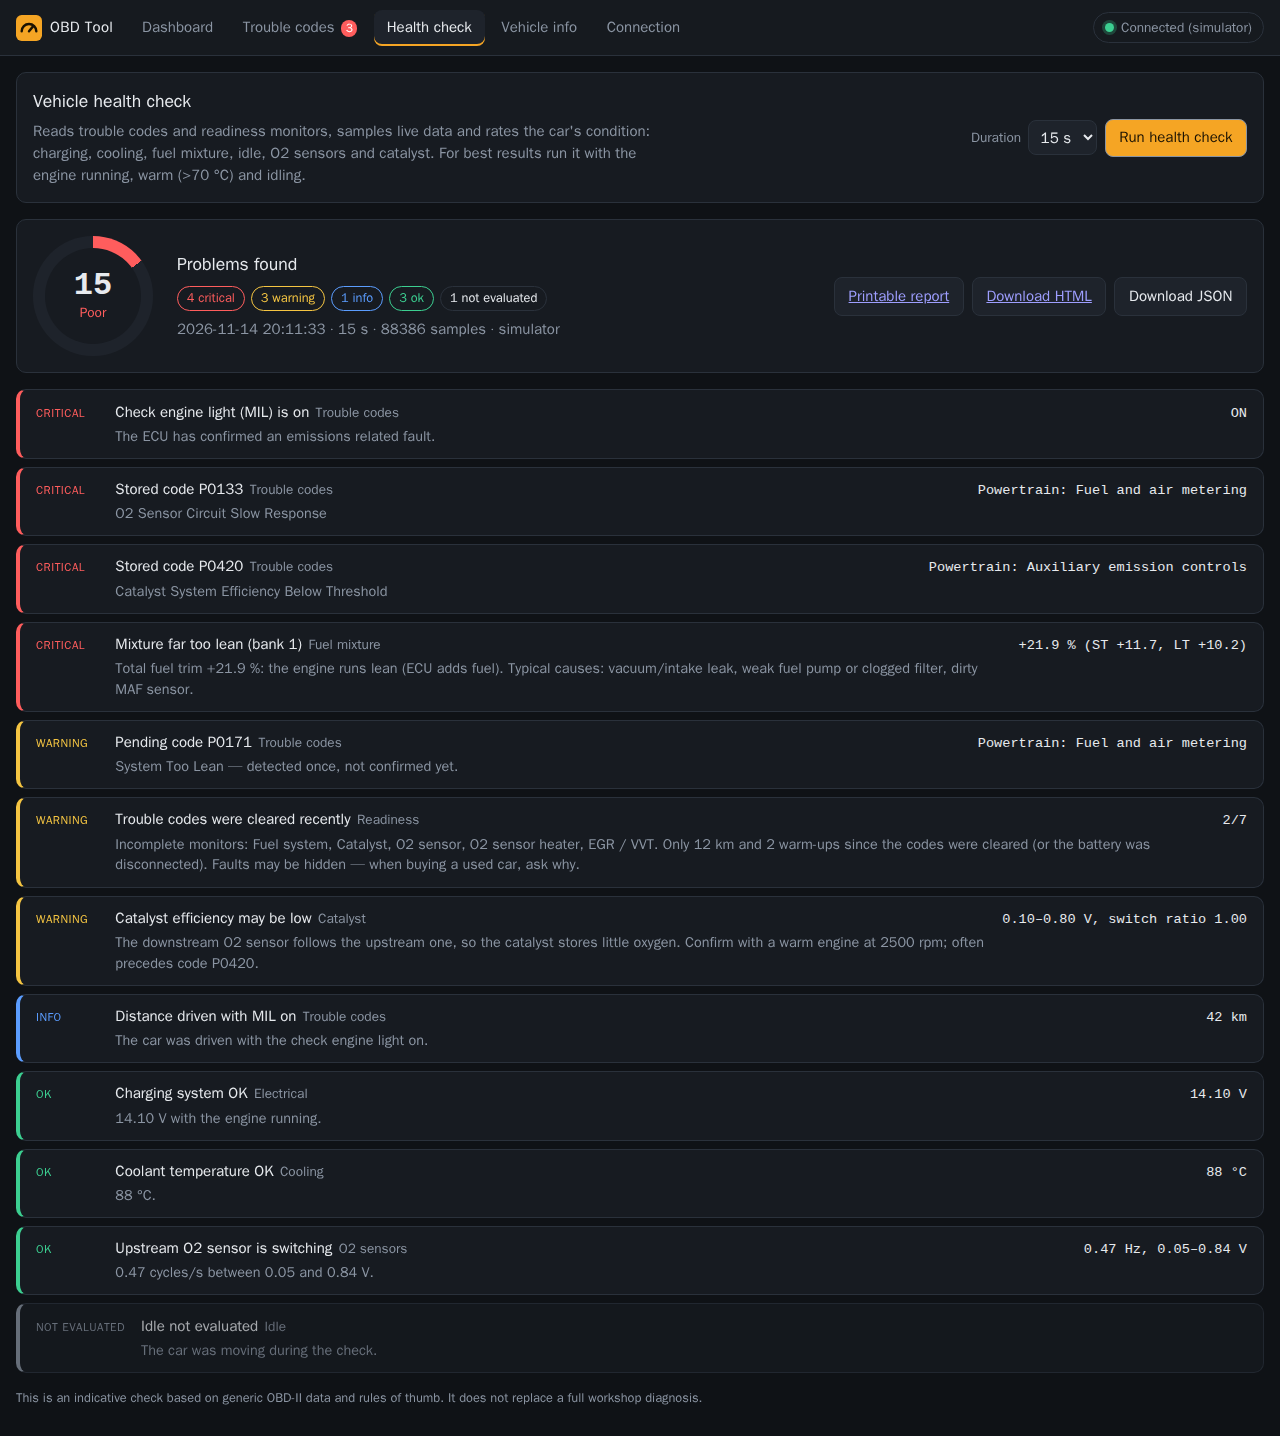 OBD Tool
Dashboard
Trouble codes 3
Health check
Vehicle info
Connection
Connected (simulator)
Vehicle health check
Reads trouble codes and readiness monitors, samples live data and rates the car's condition:
charging, cooling, fuel mixture, idle, O2 sensors and catalyst. For best results run it with the
engine running, warm (>70 °C) and idling.
Duration
15 s
Run health check
15
Poor
Problems found
4 critical
3 warning
1 info
3 ok
1 not evaluated
2026-11-14 20:11:33 · 15 s · 88386 samples · simulator
Printable report
Download HTML
Download JSON
CRITICAL
Check engine light (MIL) is on Trouble codes
ON
The ECU has confirmed an emissions related fault.
CRITICAL
Stored code P0133 Trouble codes
Powertrain: Fuel and air metering
O2 Sensor Circuit Slow Response
CRITICAL
Stored code P0420 Trouble codes
Powertrain: Auxiliary emission controls
Catalyst System Efficiency Below Threshold
CRITICAL
Mixture far too lean (bank 1) Fuel mixture
+21.9 % (ST +11.7, LT +10.2)
Total fuel trim +21.9 %: the engine runs lean (ECU adds fuel). Typical causes: vacuum/intake leak, weak fuel pump or clogged filter, dirty
MAF sensor.
WARNING
Pending code P0171 Trouble codes
Powertrain: Fuel and air metering
System Too Lean — detected once, not confirmed yet.
WARNING
Trouble codes were cleared recently Readiness
2/7
Incomplete monitors: Fuel system, Catalyst, O2 sensor, O2 sensor heater, EGR / VVT. Only 12 km and 2 warm-ups since the codes were cleared (or the battery was
disconnected). Faults may be hidden — when buying a used car, ask why.
WARNING
Catalyst efficiency may be low Catalyst
0.10–0.80 V, switch ratio 1.00
The downstream O2 sensor follows the upstream one, so the catalyst stores little oxygen. Confirm with a warm engine at 2500 rpm; often
precedes code P0420.
INFO
Distance driven with MIL on Trouble codes
42 km
The car was driven with the check engine light on.
OK
Charging system OK Electrical
14.10 V
14.10 V with the engine running.
OK
Coolant temperature OK Cooling
88 °C
88 °C.
OK
Upstream O2 sensor is switching O2 sensors
0.47 Hz, 0.05–0.84 V
0.47 cycles/s between 0.05 and 0.84 V.
NOT EVALUATED
Idle not evaluated Idle
The car was moving during the check.
This is an indicative check based on generic OBD-II data and rules of thumb. It does not replace a full workshop diagnosis.